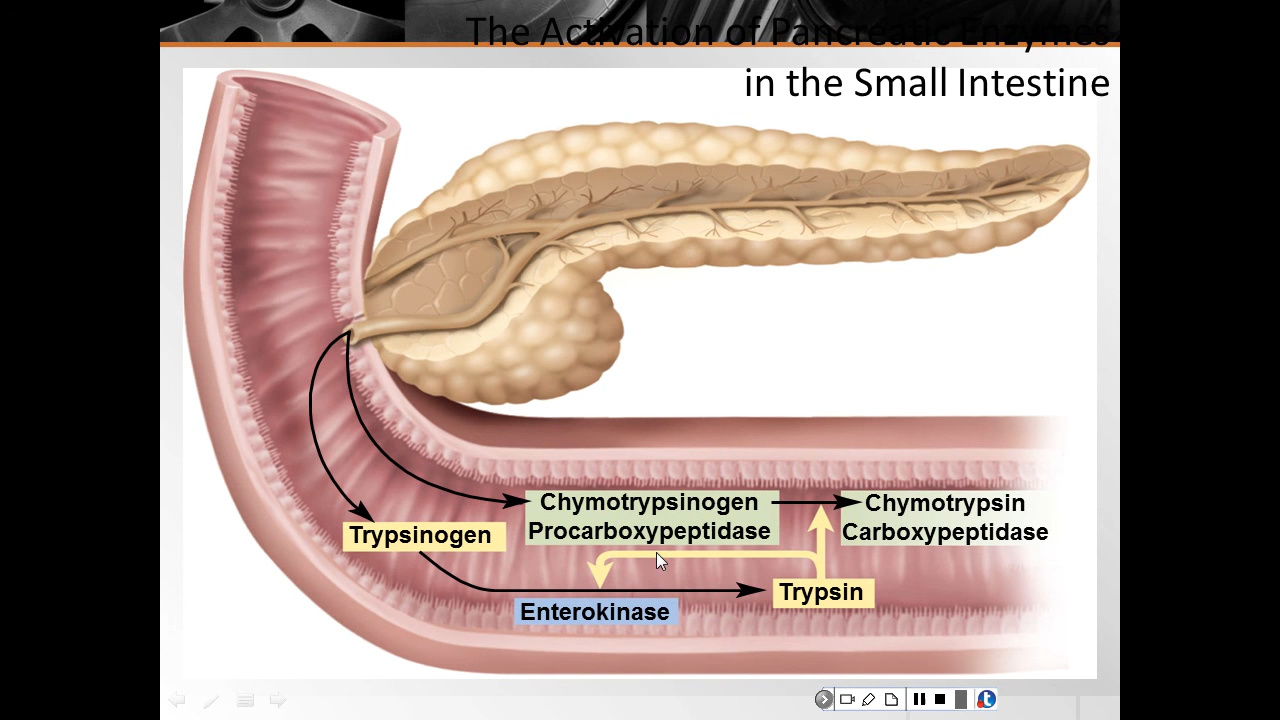 The Activation of Pancreatic Enzymes
in the Small Intestine
Chymotrypsinogen
Procarboxypeptidase
Chymotrypsin
Carboxypeptidase
Trypsinogen
Trypsin
Enterokinase